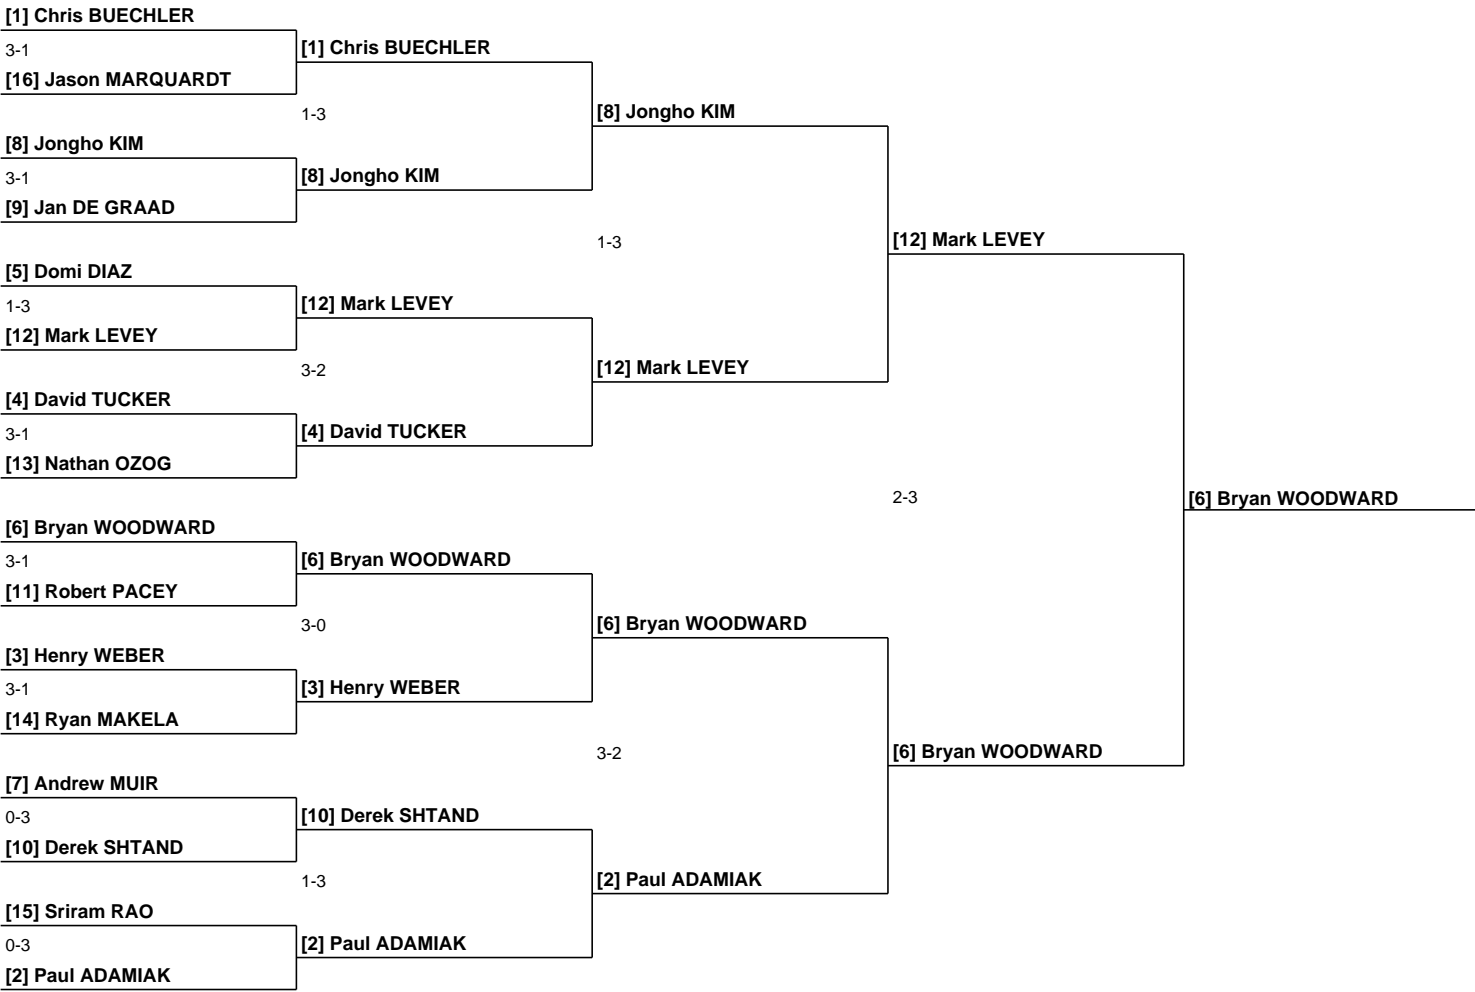 [1] Chris BUECHLER
3-1
[16] Jason MARQUARDT
[8] Jongho KIM
3-1
[9] Jan DE GRAAD
[5] Domi DIAZ
1-3
[12] Mark LEVEY
[4] David TUCKER
3-1
[13] Nathan OZOG
[6] Bryan WOODWARD
3-1
[11] Robert PACEY
[3] Henry WEBER
3-1
[14] Ryan MAKELA
[7] Andrew MUIR
0-3
[10] Derek SHTAND
[15] Sriram RAO
0-3
[2] Paul ADAMIAK
[1] Chris BUECHLER
1-3
[8] Jongho KIM
[12] Mark LEVEY
3-2
[4] David TUCKER
[6] Bryan WOODWARD
3-0
[3] Henry WEBER
[10] Derek SHTAND
1-3
[2] Paul ADAMIAK
[8] Jongho KIM
1-3
[12] Mark LEVEY
[6] Bryan WOODWARD
3-2
[2] Paul ADAMIAK
[12] Mark LEVEY
2-3
[6] Bryan WOODWARD
[6] Bryan WOODWARD